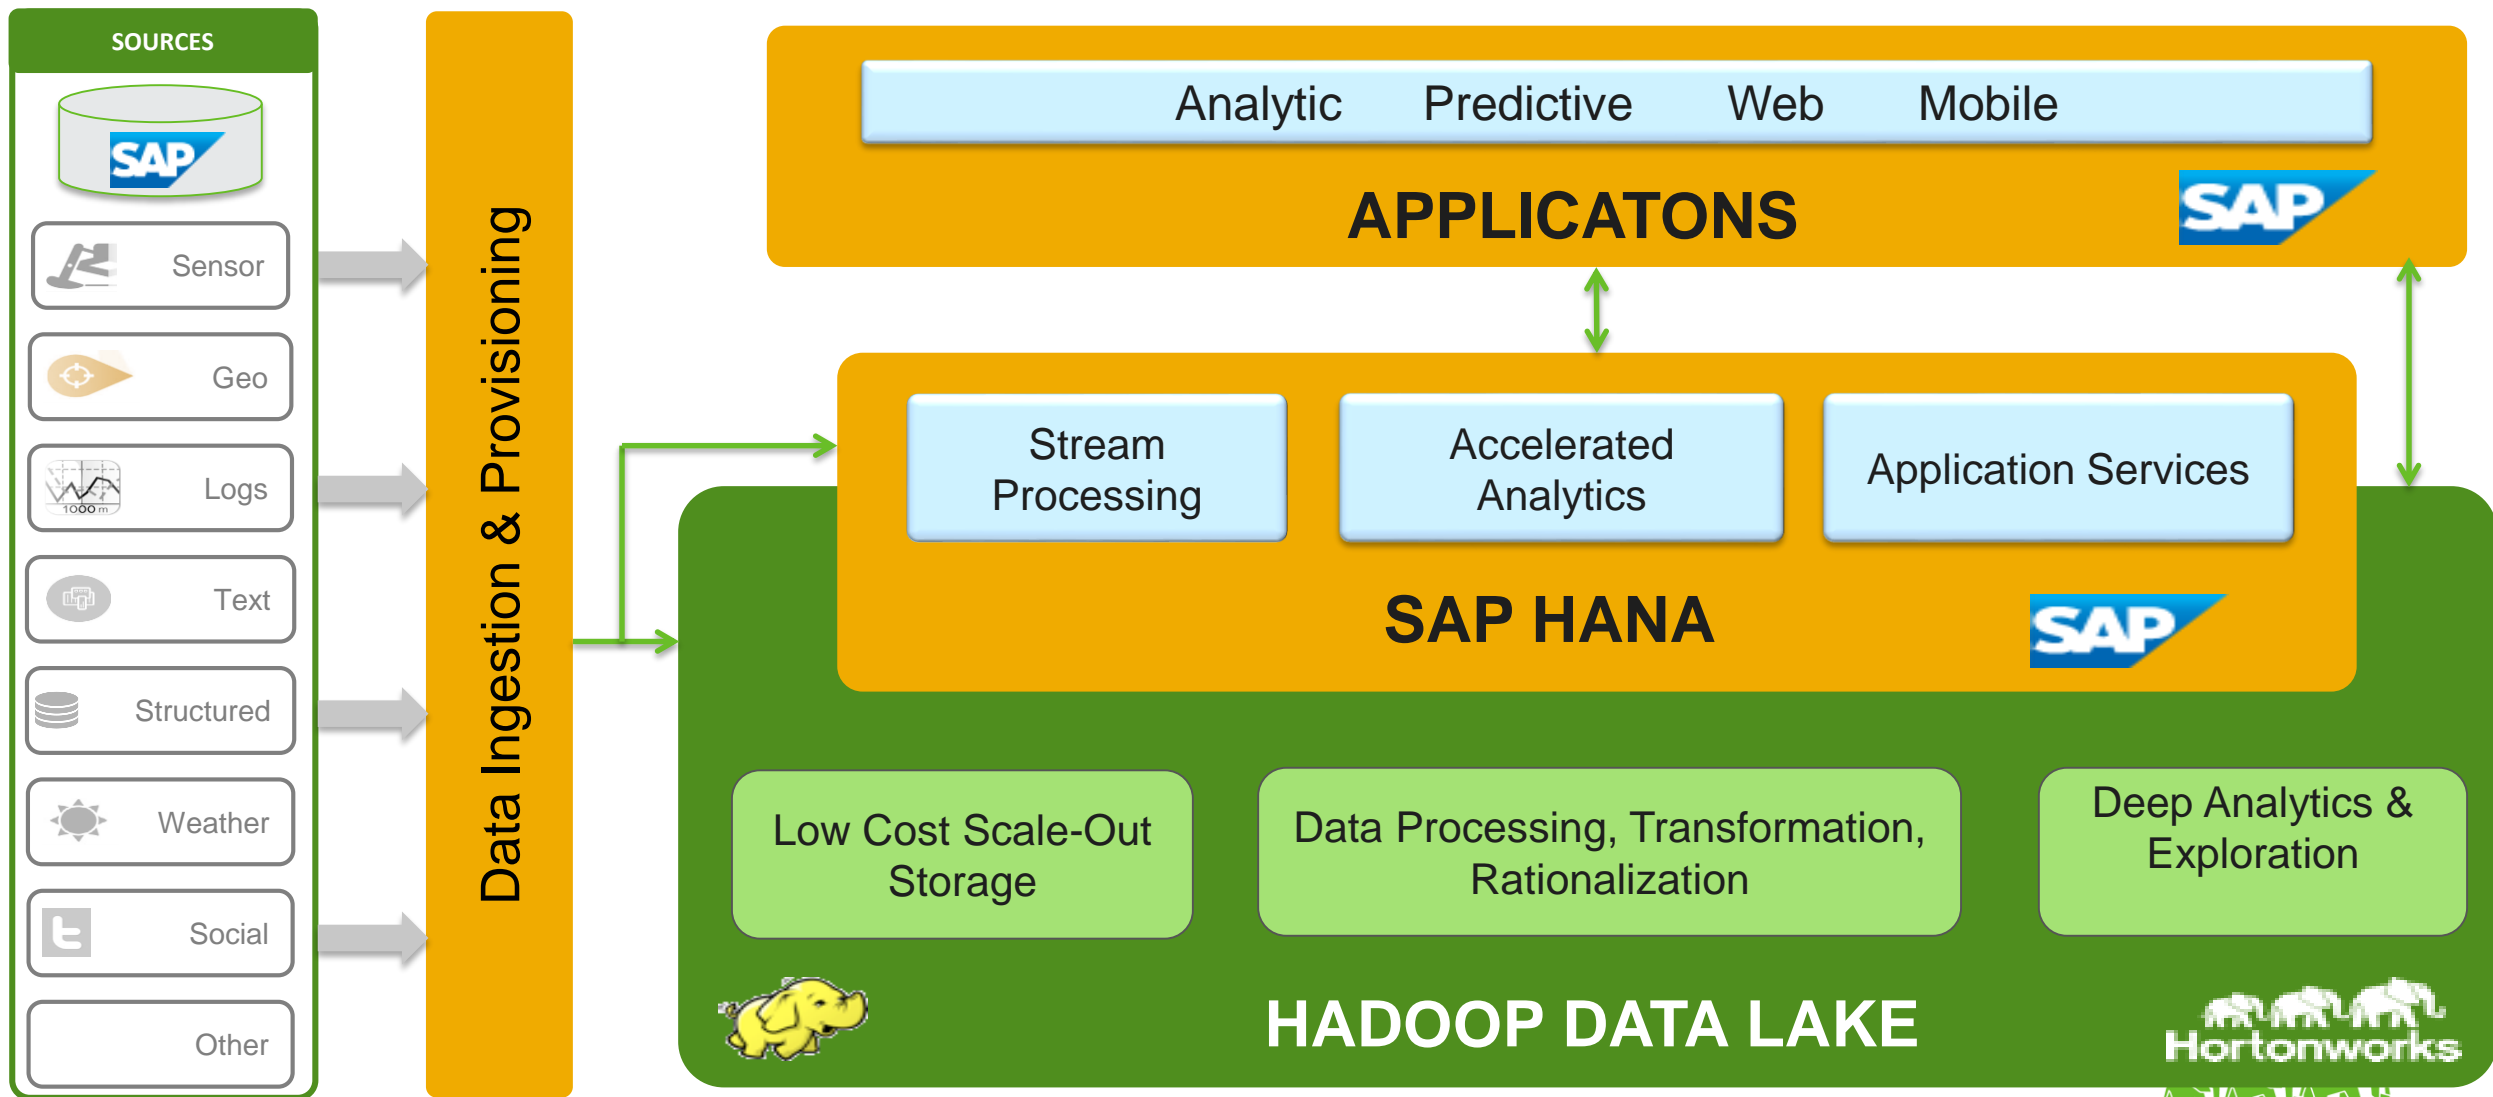 SOURCES
SAP
Sensor
Geo
1000 m
Logs
Text
Structured
Weather
Social
Other
Data Ingestion & Provisioning
Analytic Predictive Web Mobile
APPLICATONS
SAP
Stream
Processing
Accelerated
Analytics
Application Services
SAP HANA
SAP
Low Cost Scale-Out
Storage
Data Processing, Transformation,
Rationalization
Deep Analytics &
Exploration
HADOOP DATA LAKE
Hortonworks